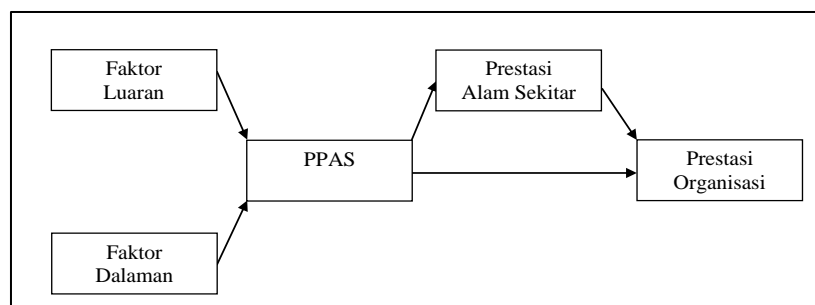 Faktor
Luaran
Prestasi
Alam Sekitar
PPAS
Prestasi
Organisasi
Faktor
Dalaman